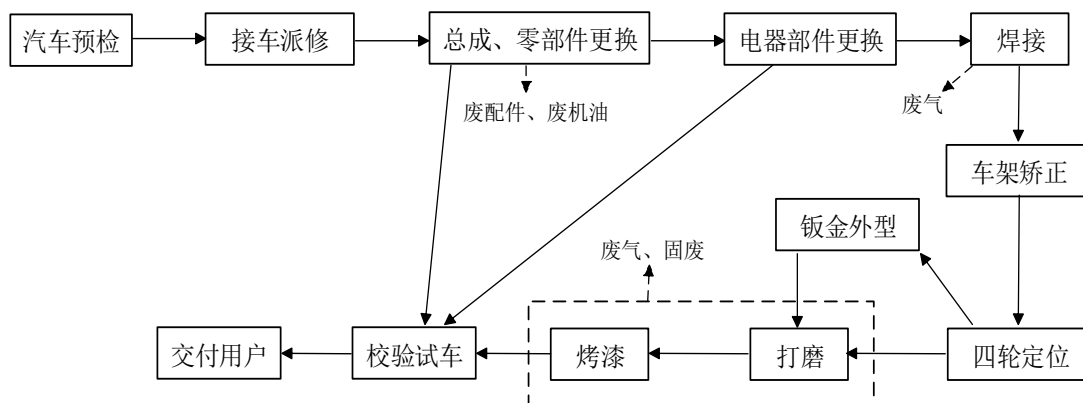 汽车预检
接车派修
总成、零部件更换
电器部件更换
焊接
废配件、废机油
废气
车架矫正
钣金外型
废气、固废
交付用户
校验试车
烤漆
打磨
四轮定位